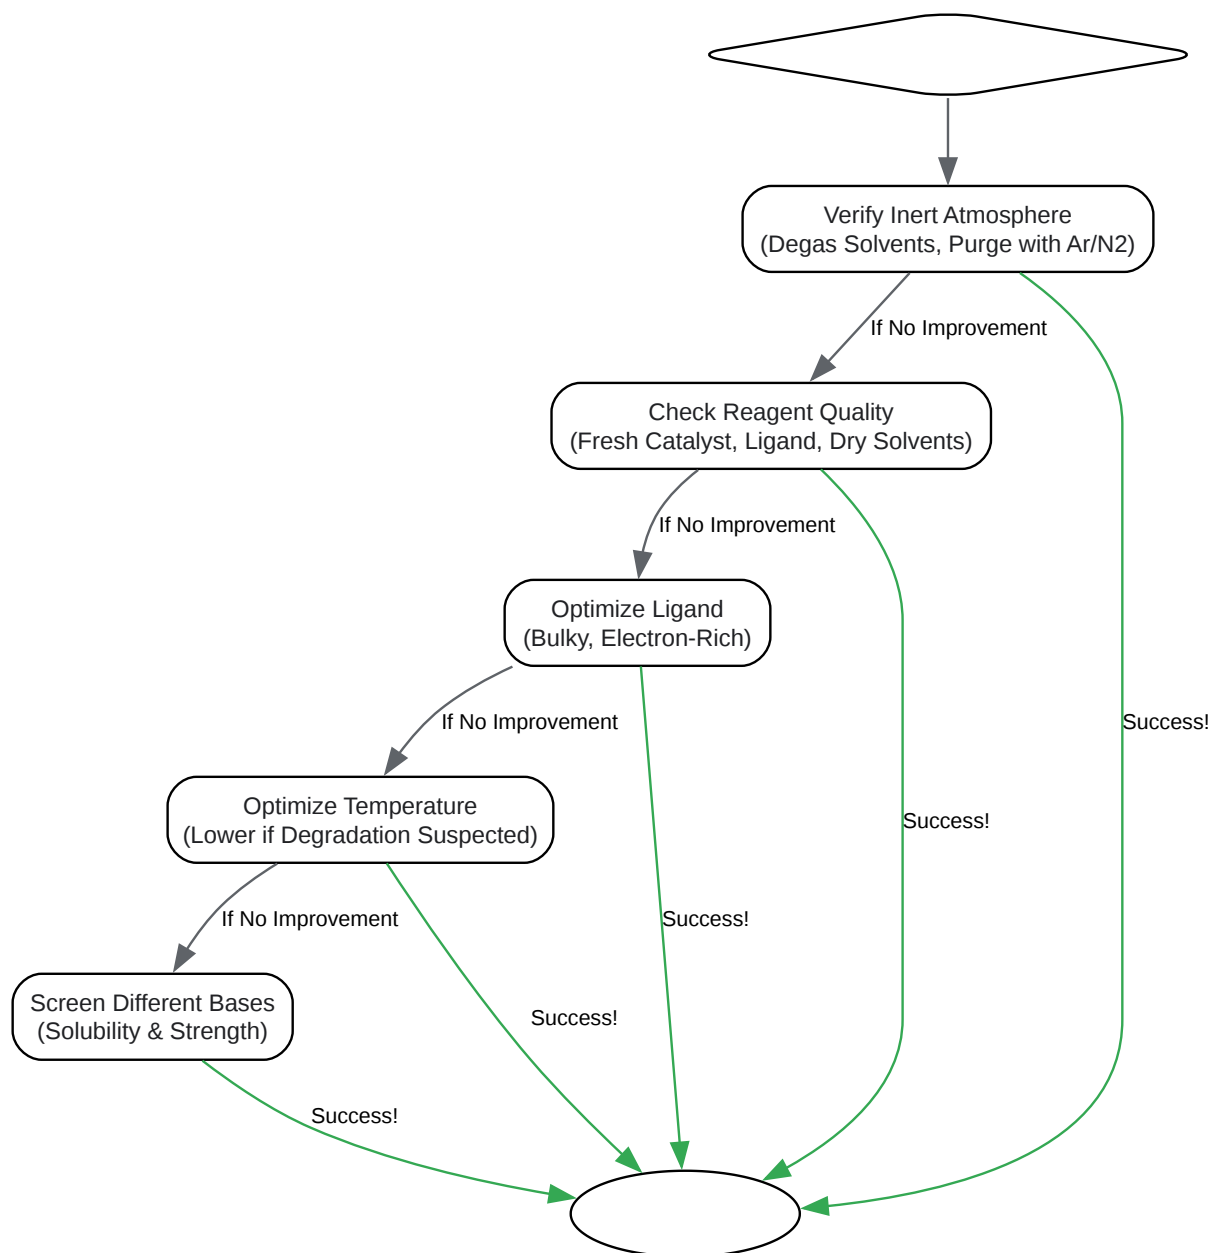 Verify Inert Atmosphere
(Degas Solvents, Purge with Ar/N2)
If No Improvement
Check Reagent Quality
(Fresh Catalyst, Ligand, Dry Solvents)
If No Improvement
Optimize Ligand
(Bulky, Electron-Rich)
If No Improvement
Success!
Optimize Temperature
(Lower if Degradation Suspected)
Success!
If No Improvement
Success!
Screen Different Bases
(Solubility & Strength)
Success!
Success!